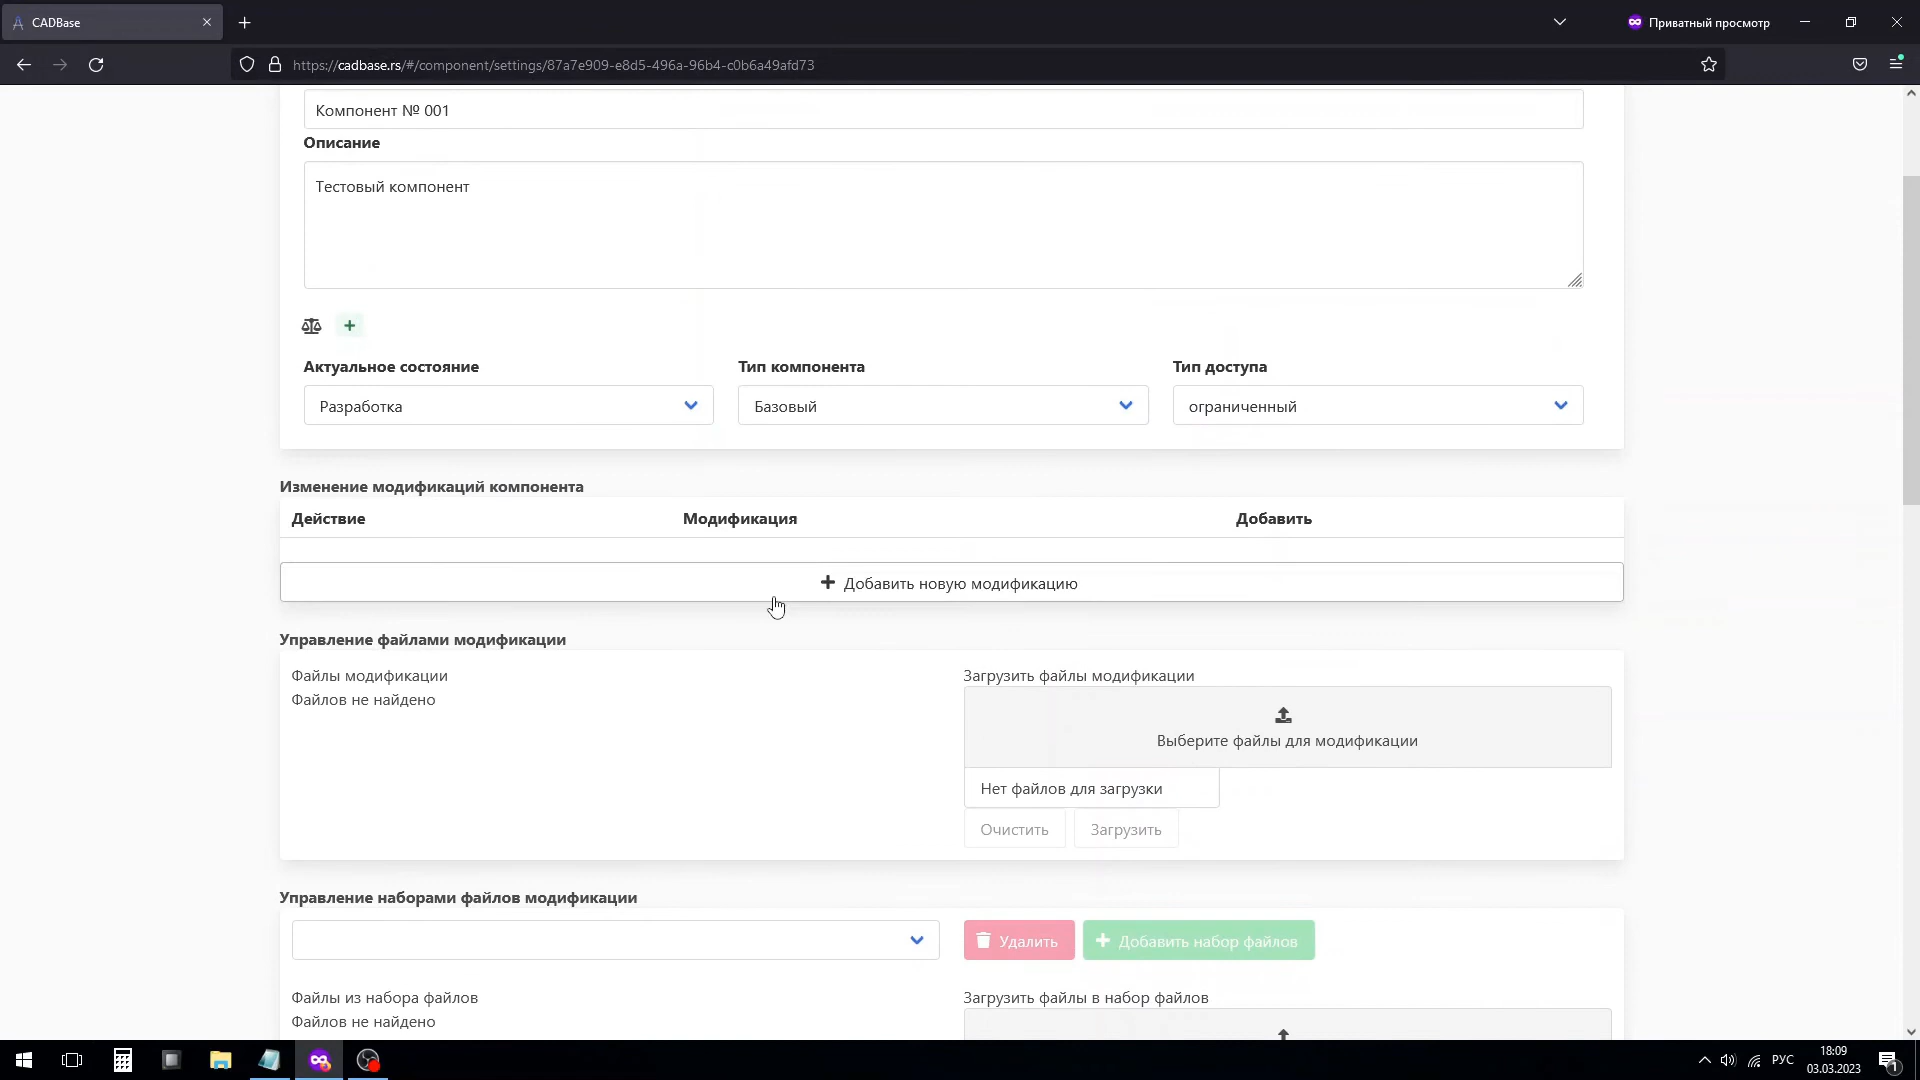 CADBase
Приватный просмотр
https://cadbase.rs/#/component/settings/87a7e909-e8d5-496a-96b4-c0b6a49afd73
Компонент № 001
Описание
Тестовый компонент
Актуальное состояние
Тип компонента
Тип доступа
Разработка
Базовый
ограниченный
Изменение модификаций компонента
Действие
Модификация
Добавить
Добавить новую модификацию
Управление файлами модификации
Файлы модификации
Загрузить файлы модификации
Файлов не найдено
Выберите файлы для модификации
Нет файлов для загрузки
Очистить
Загрузить
Управление наборами файлов модификации
Удалить
Добавить набор файлов
Файлы из набора файлов
Загрузить файлы в набор файлов
Файлов не найдено
РУС
18:09
03.03.2023
1